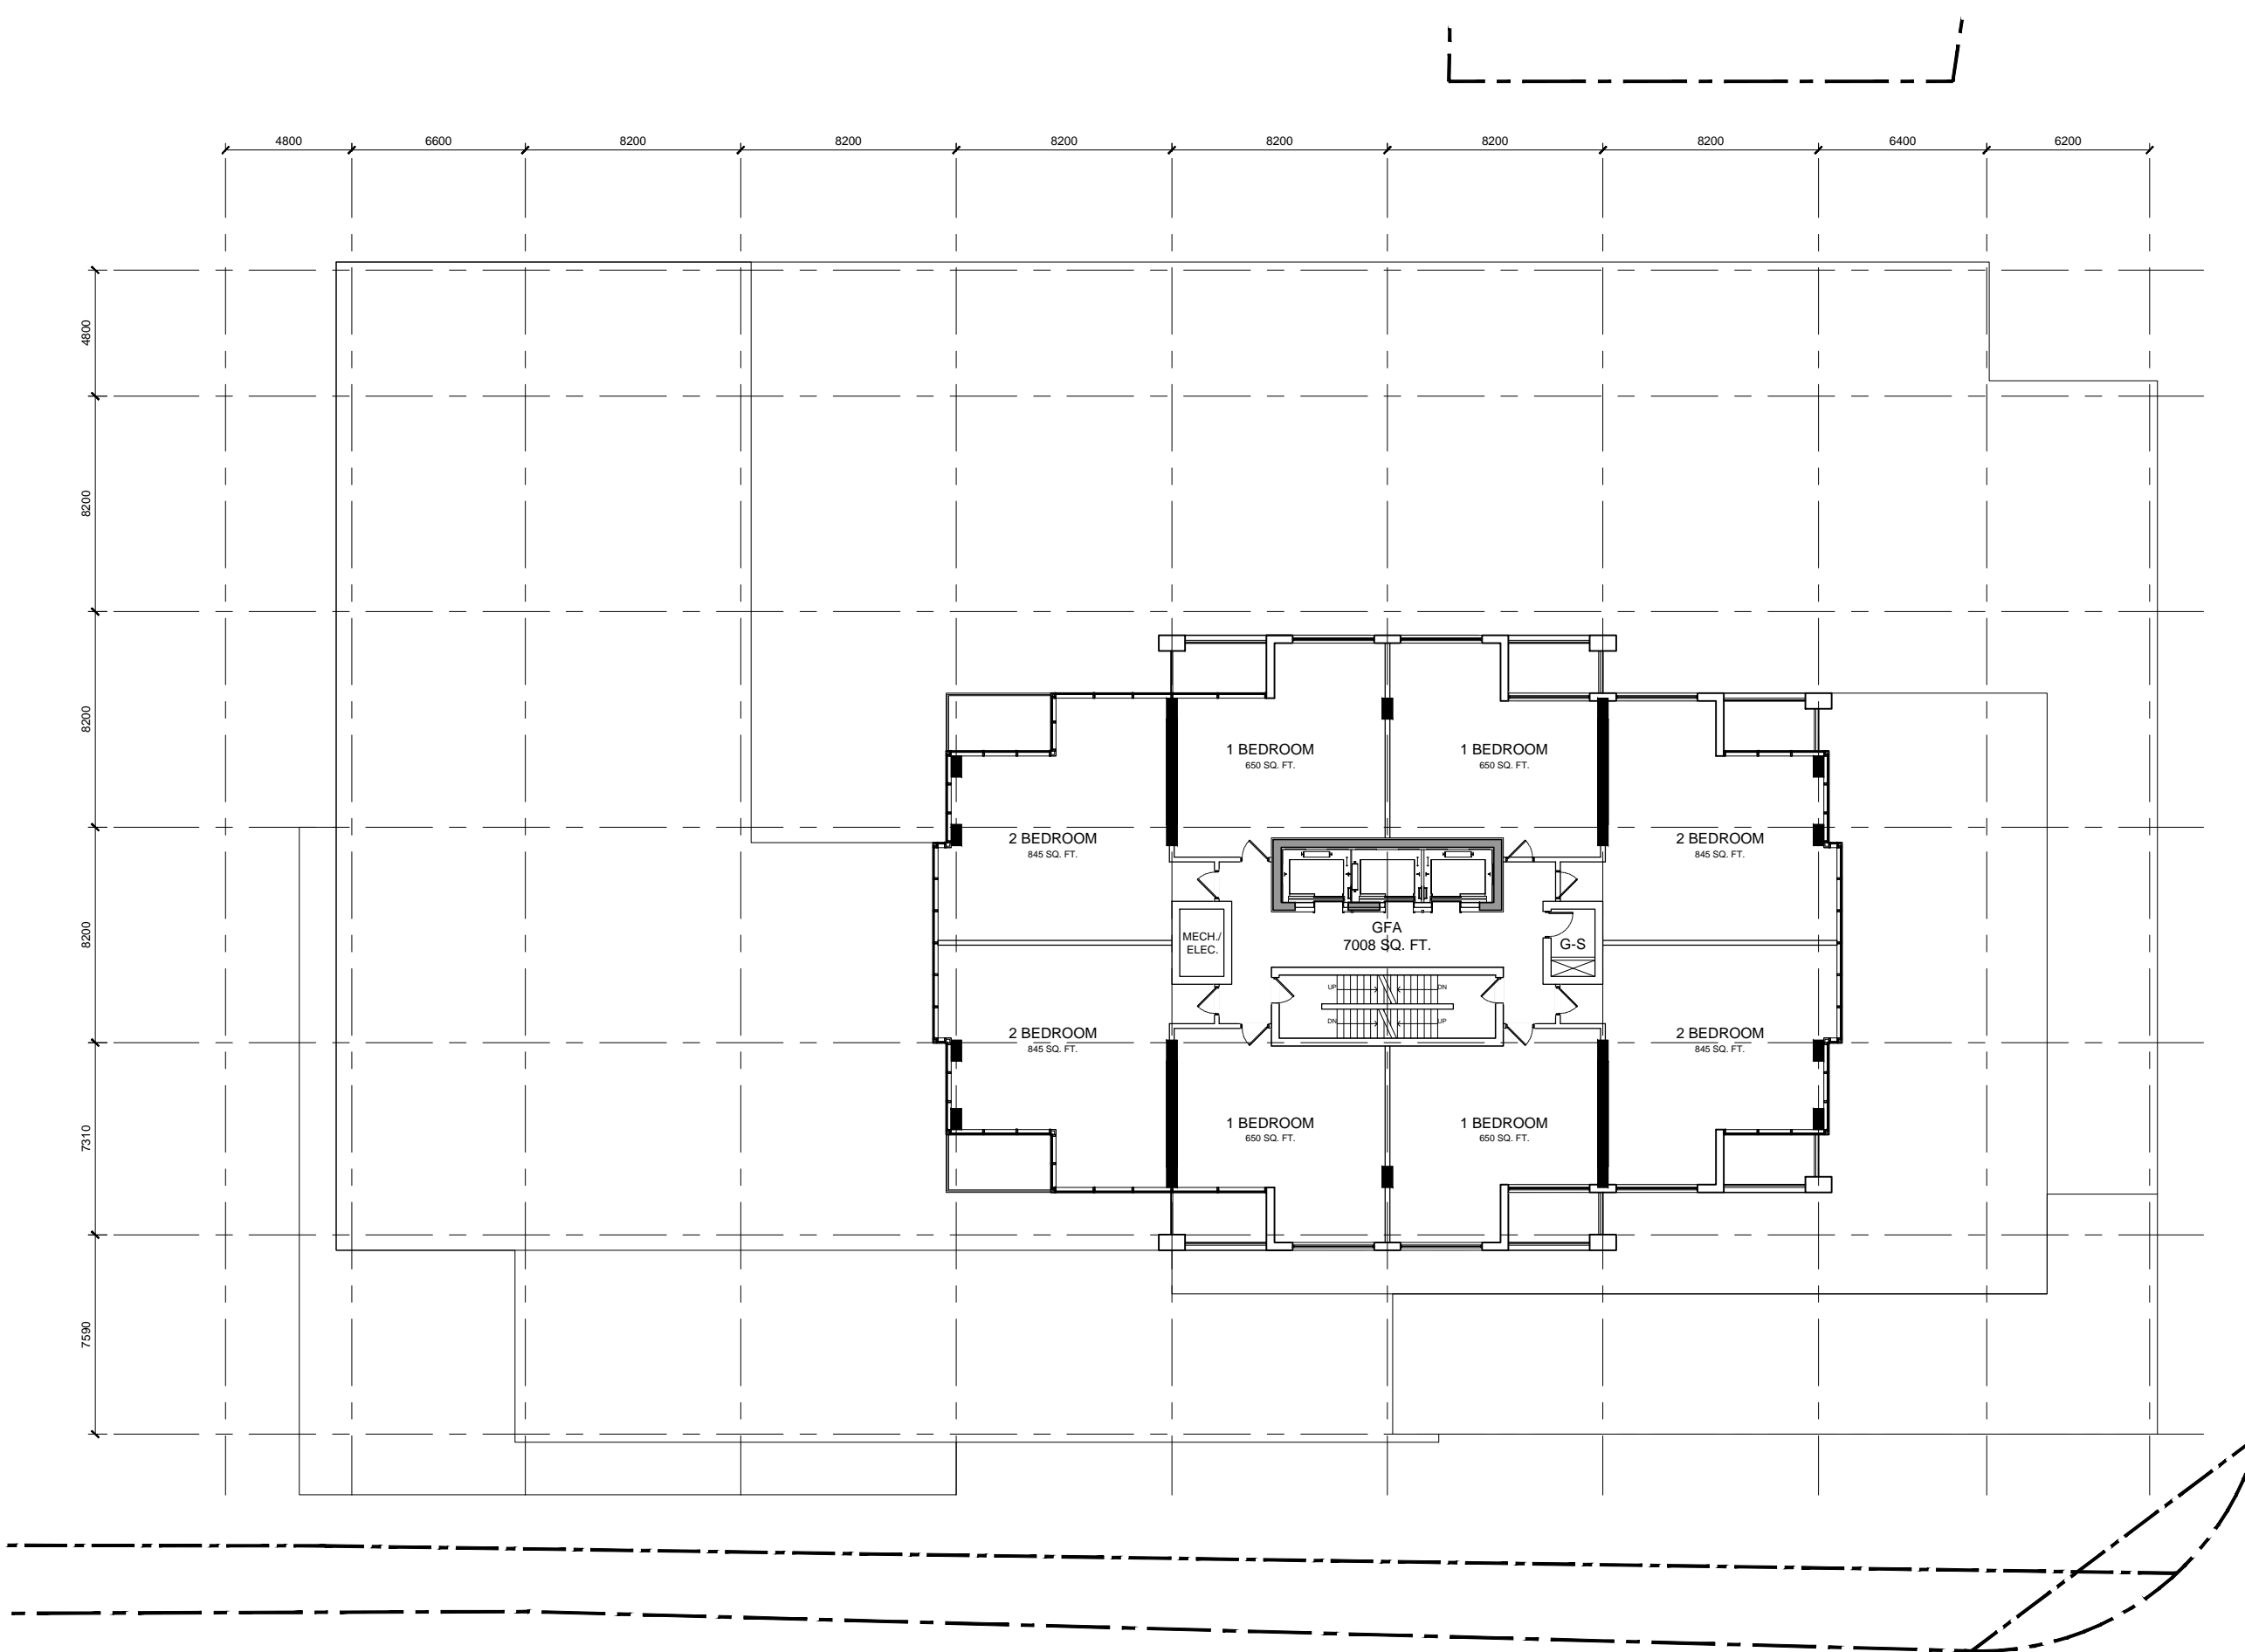 4800
6600
8200
8200
8200
8200
8200
8200
6400
6200
4800
8200
8200
8200
7310
7590
1 BEDROOM
650 SQ. FT.
1 BEDROOM
650 SQ. FT.
2 BEDROOM
845 SQ. FT.
2 BEDROOM
845 SQ. FT.
GFA
7008 SQ. FT.
MECH./
ELEC.
G-S
UP
DN
DN
UP
2 BEDROOM
845 SQ. FT.
2 BEDROOM
845 SQ. FT.
1 BEDROOM
650 SQ. FT.
1 BEDROOM
650 SQ. FT.